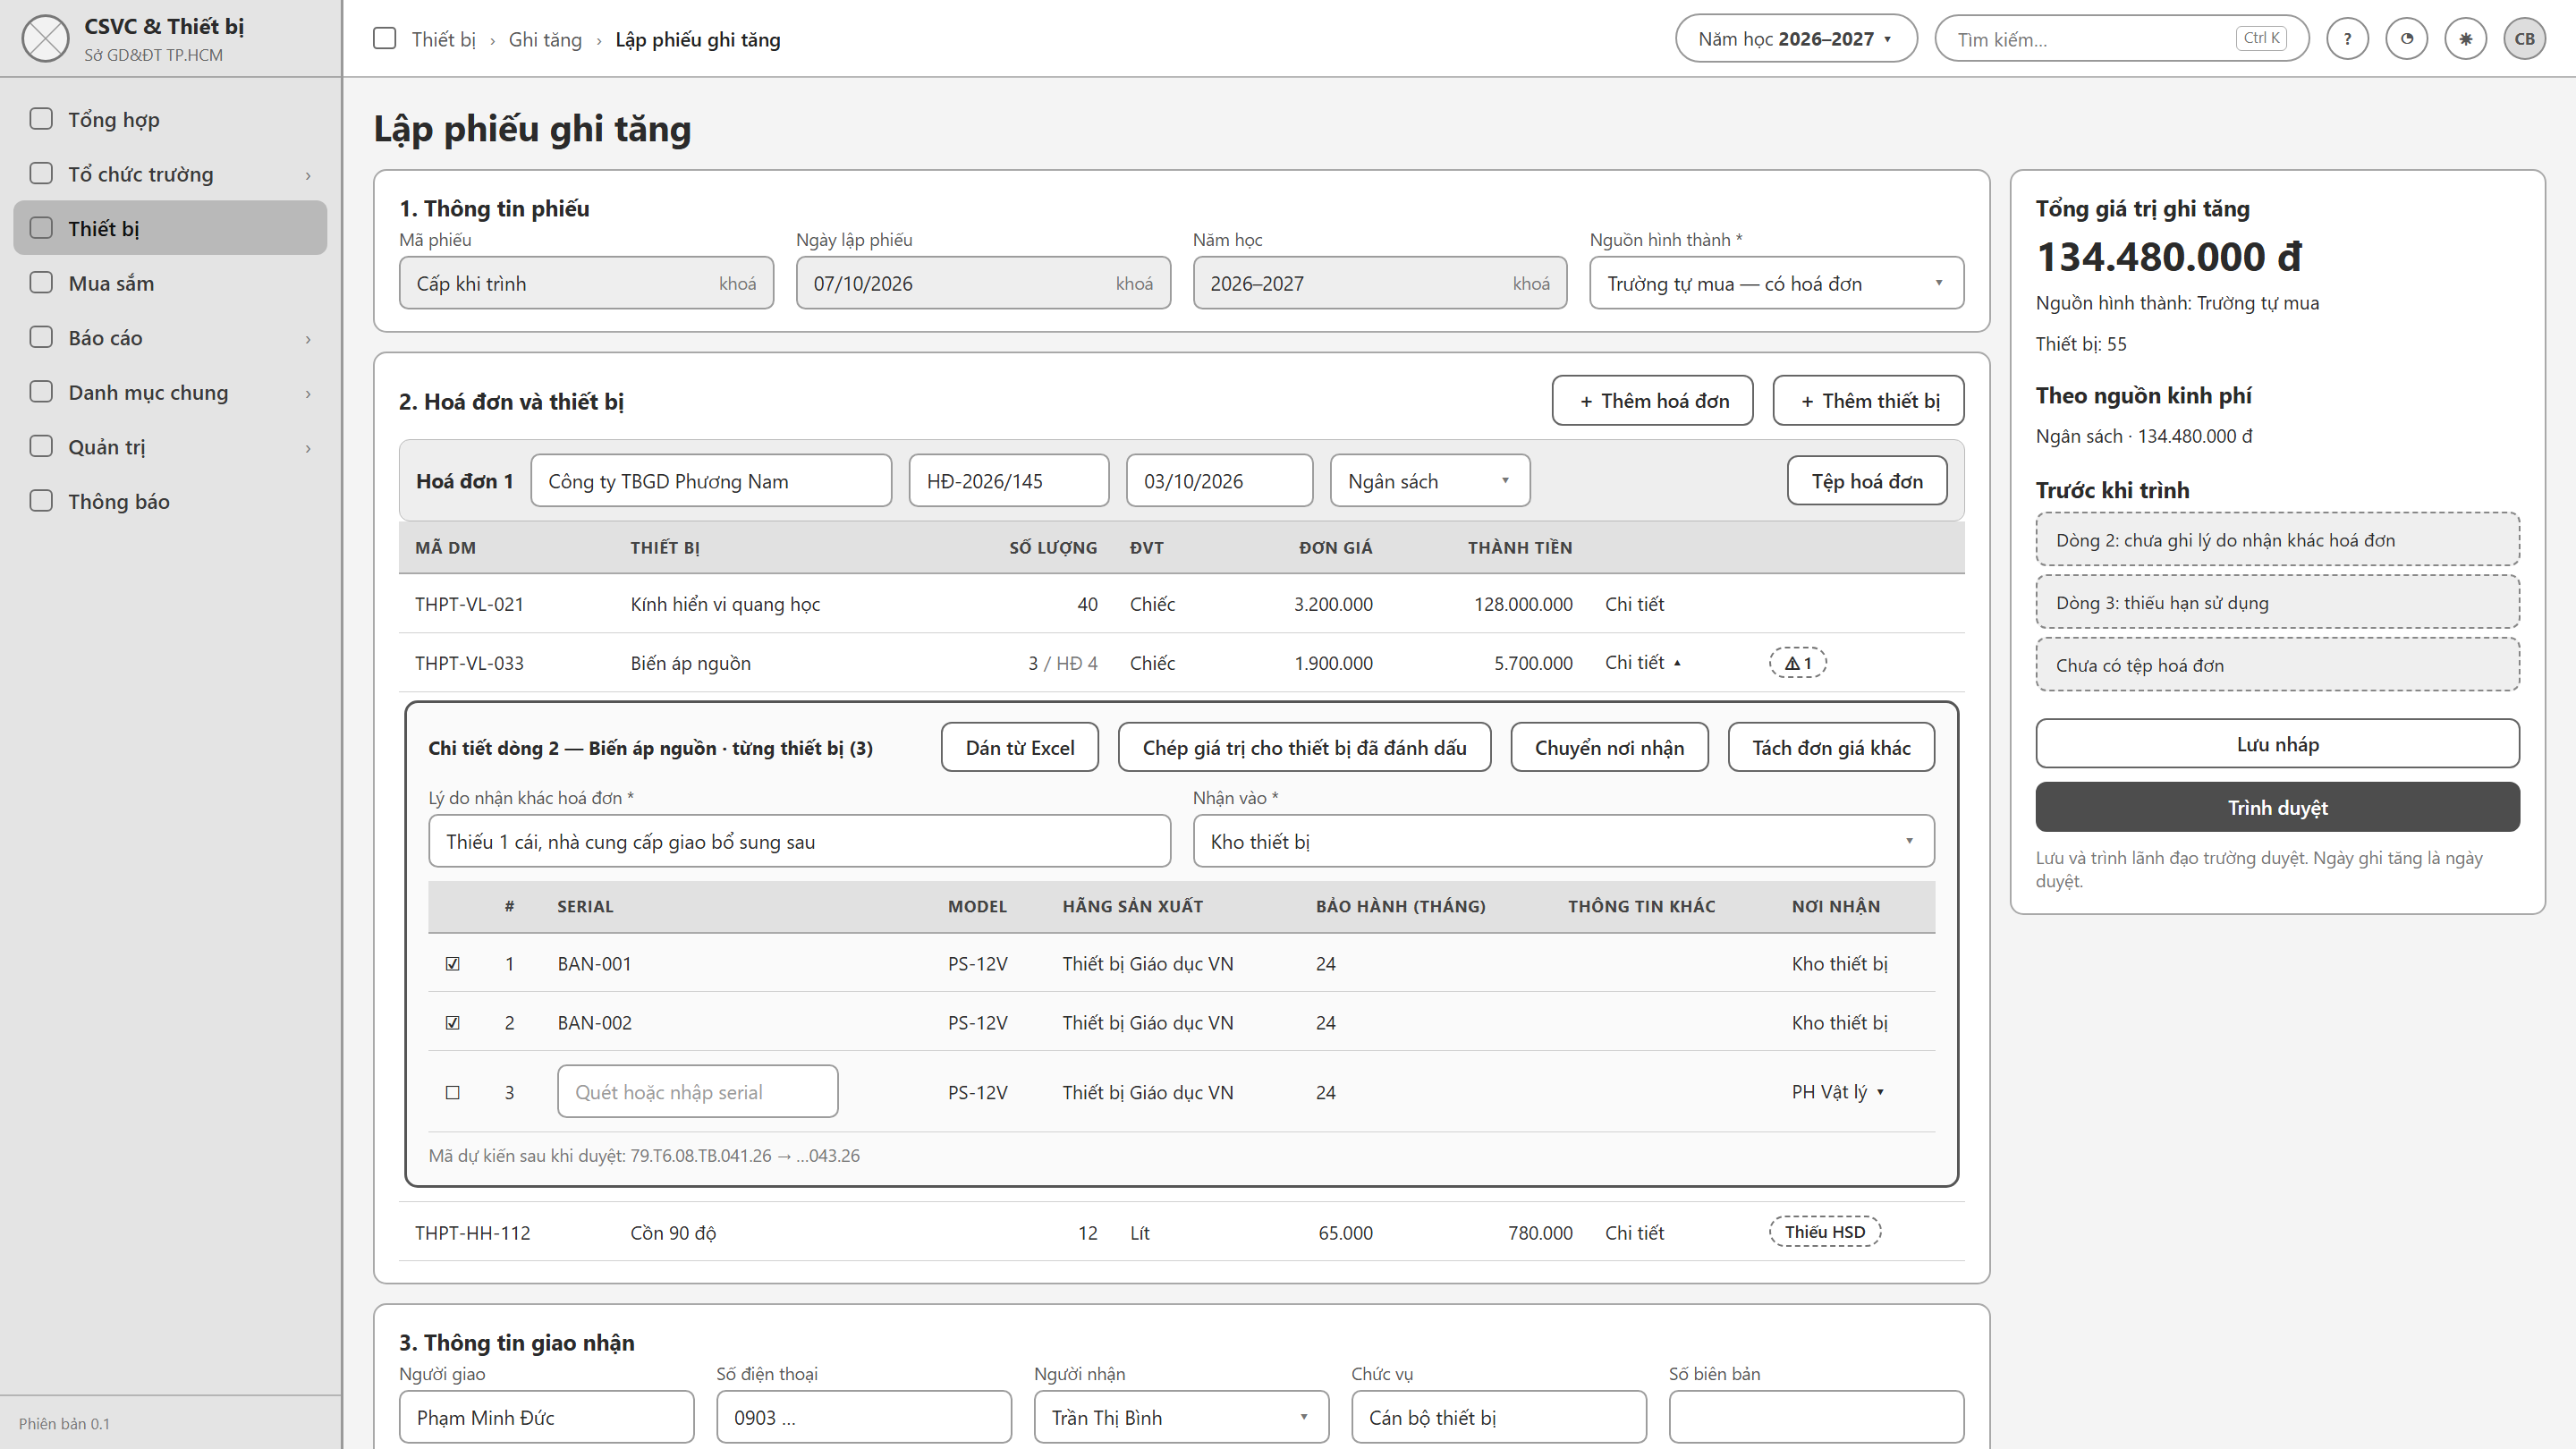 CSVC & Thiết bị
Sở GD&ĐT TP.HCM
Tổng hợp
Tổ chức trường ›
Thiết bị
Mua sắm
Báo cáo ›
Danh mục chung ›
Quản trị ›
Thông báo
Phiên bản 0.1
Thiết bị › Ghi tăng › Lập phiếu ghi tăng
Năm học 2026–2027 ▾
Tìm kiếm… Ctrl K
? CB
Lập phiếu ghi tăng
1. Thông tin phiếu
Mã phiếu Ngày lập phiếu Năm học Nguồn hình thành *
Cấp khi trình khoá 07/10/2026 khoá 2026–2027 khoá Trường tự mua — có hoá đơn ▾
2. Hoá đơn và thiết bị + Thêm hoá đơn + Thêm thiết bị
Hoá đơn 1 Công ty TBGD Phương Nam HĐ-2026/145 03/10/2026 Ngân sách ▾ Tệp hoá đơn
MÃ DM THIẾT BỊ SỐ LƯỢNG ĐVT ĐƠN GIÁ THÀNH TIỀN
THPT-VL-021 Kính hiển vi quang học 40 Chiếc 3.200.000 128.000.000 Chi tiết
THPT-VL-033 Biến áp nguồn 3 / HĐ 4 Chiếc 1.900.000 5.700.000 Chi tiết ▴ ⚠ 1
Chi tiết dòng 2 — Biến áp nguồn · từng thiết bị (3) Dán từ Excel Chép giá trị cho thiết bị đã đánh dấu Chuyển nơi nhận Tách đơn giá khác
Lý do nhận khác hoá đơn * Nhận vào *
Thiếu 1 cái, nhà cung cấp giao bổ sung sau Kho thiết bị ▾
# SERIAL MODEL HÃNG SẢN XUẤT BẢO HÀNH (THÁNG) THÔNG TIN KHÁC NƠI NHẬN
☑ 1 BAN-001 PS-12V Thiết bị Giáo dục VN 24 Kho thiết bị
☑ 2 BAN-002 PS-12V Thiết bị Giáo dục VN 24 Kho thiết bị
☐ 3 Quét hoặc nhập serial PS-12V Thiết bị Giáo dục VN 24 PH Vật lý ▾
Mã dự kiến sau khi duyệt: 79.T6.08.TB.041.26 → …043.26
THPT-HH-112 Cồn 90 độ 12 Lít 65.000 780.000 Chi tiết Thiếu HSD
3. Thông tin giao nhận
Người giao Số điện thoại Người nhận Chức vụ Số biên bản
Phạm Minh Đức 0903 … Trần Thị Bình ▾ Cán bộ thiết bị
Tổng giá trị ghi tăng
134.480.000 đ
Nguồn hình thành: Trường tự mua
Thiết bị: 55
Theo nguồn kinh phí
Ngân sách · 134.480.000 đ
Trước khi trình
Dòng 2: chưa ghi lý do nhận khác hoá đơn
Dòng 3: thiếu hạn sử dụng
Chưa có tệp hoá đơn
Lưu nháp
Trình duyệt
Lưu và trình lãnh đạo trường duyệt. Ngày ghi tăng là ngày
duyệt.